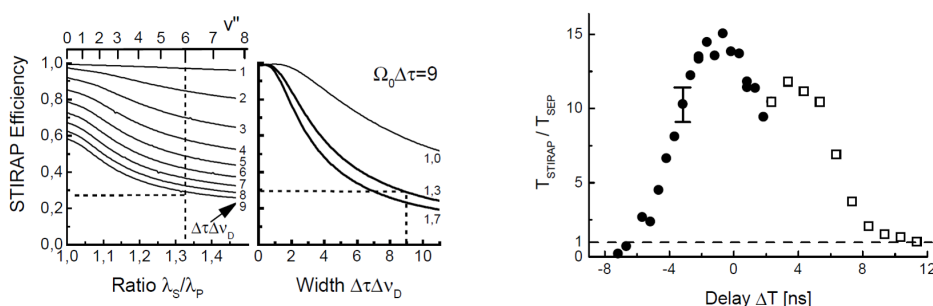 v"
0 1 2 3 4 5 6 7 8
STIRAP Efficiency
1,0
0,8
0,6
0,4
0,2
0,0
1
2
3
4
5
6
7
8
9
ΔτΔν_D
1,0 1,1 1,2 1,3 1,4
Ratio λ_S/λ_P
Ω₀Δτ=9
1,0
1,3
1,7
0 2 4 6 8 10
Width ΔτΔν_D
T_STIRAP / T_SEP
15
10
5
1
-8 -4 0 4 8 12
Delay ΔT [ns]